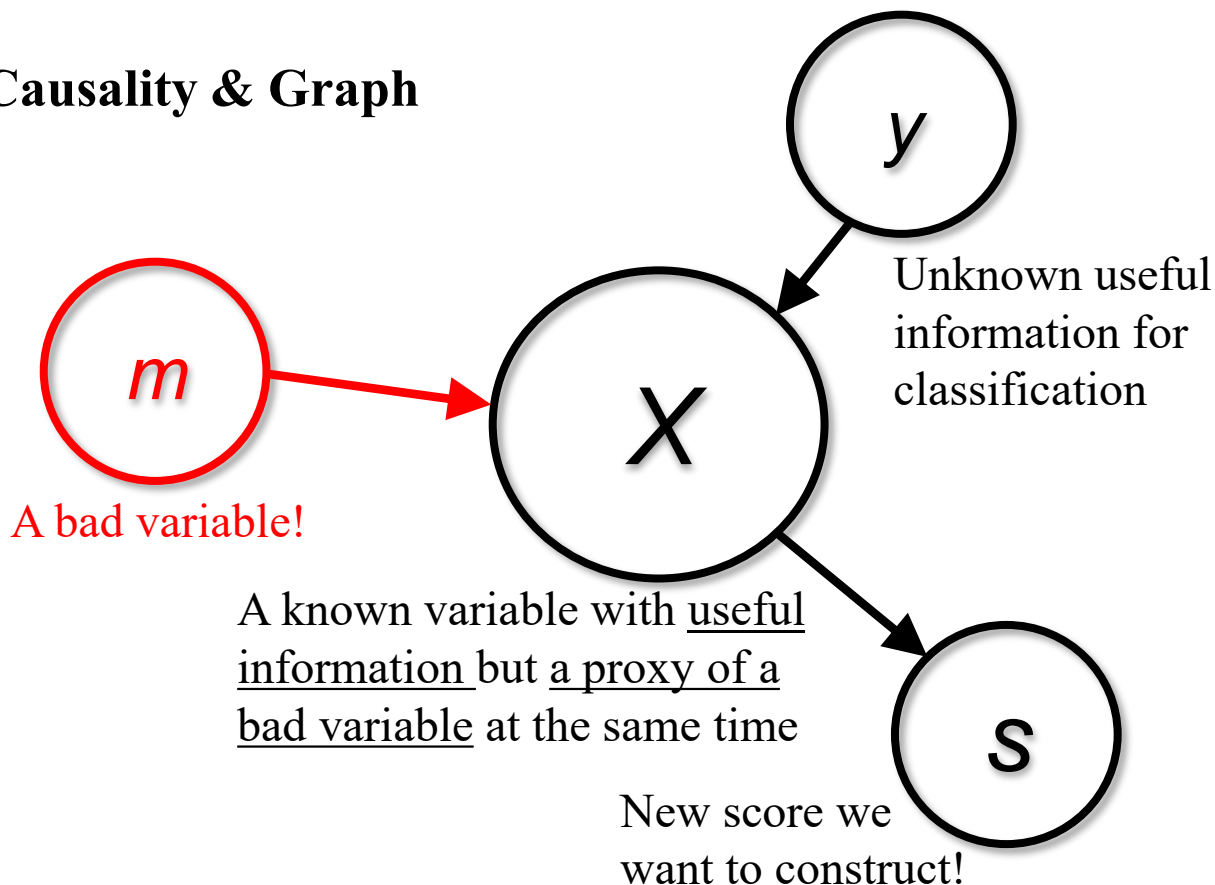 Causality & Graph
y
Unknown useful
information for
classification
m
A bad variable!
X
A known variable with useful
information but a proxy of a
bad variable at the same time
s
New score we
want to construct!